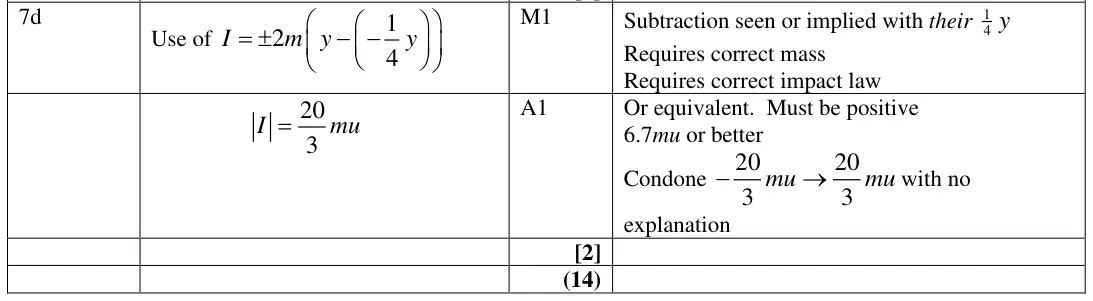 7d
Use of I = ±2m(y − (−1/4 y))
M1
Subtraction seen or implied with their 1/4 y
Requires correct mass
Requires correct impact law
|I| = 20/3 mu
A1
Or equivalent. Must be positive
6.7mu or better
Condone −20/3 mu → 20/3 mu with no
explanation
[2]
(14)